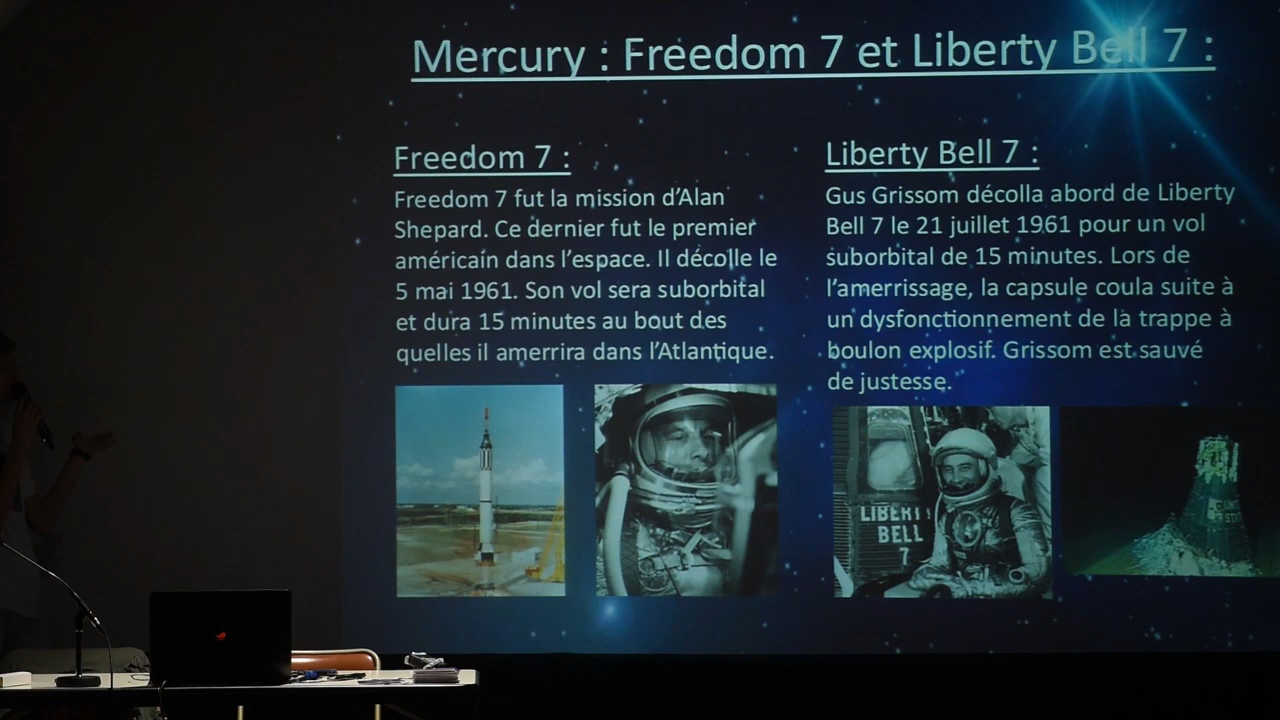 Mercury : Freedom 7 et Liberty Bell 7 :
Freedom 7 :
Freedom 7 fut la mission d'Alan
Shepard. Ce dernier fut le premier
américain dans l'espace. Il décolle le
5 mai 1961. Son vol sera suborbital
et dura 15 minutes au bout des
quelles il amerrira dans l'Atlantique.
Liberty Bell 7 :
Gus Grissom décolla abord de Liberty
Bell 7 le 21 juillet 1961 pour un vol
suborbital de 15 minutes. Lors de
l'amerrissage, la capsule coula suite à
un dysfonctionnement de la trappe à
boulon explosif. Grissom est sauvé
de justesse.
LIBERTY
BELL
7